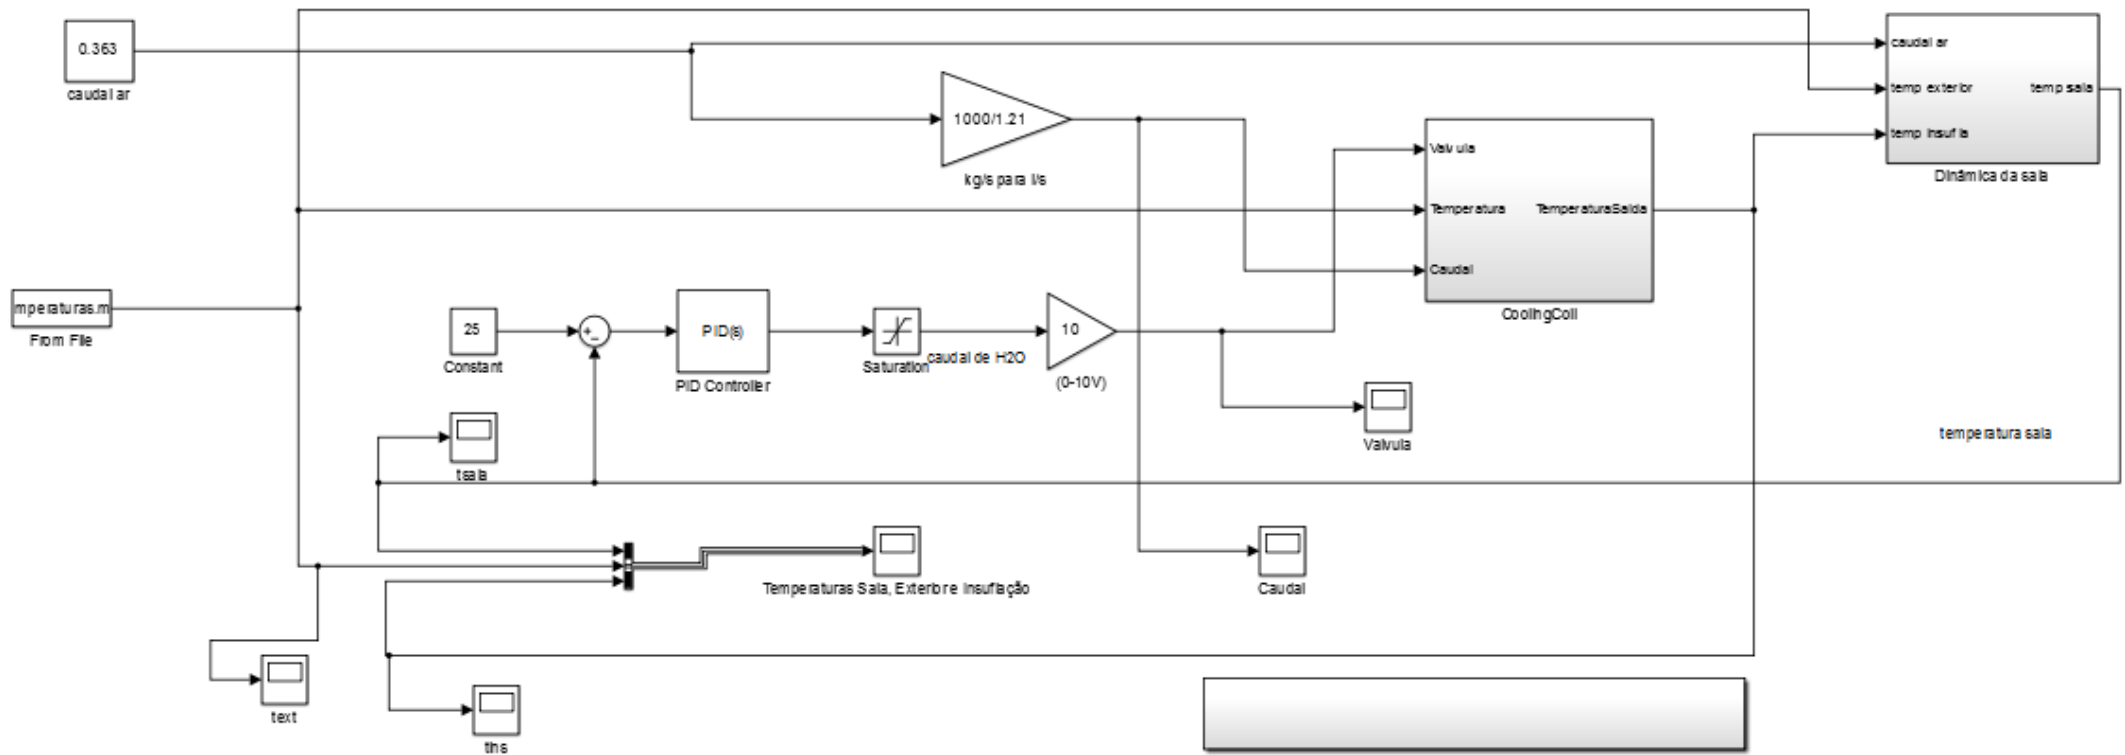 0.363
caudal ar
1000/1.21
kg/s para l/s
caudal ar
temp exterior
temp insufla
temp sala
Dinâmica da sala
Valvula
Temperatura
Caudal
TemperaturaSaida
CoolingCoil
mperaturas.m
From File
25
Constant
PID(s)
PID Controller
Saturation
caudal de H2O
10
(0-10V)
Valvula
temperatura sala
tsala
Temperaturas Sala, Exterior e Insuflação
Caudal
text
tins